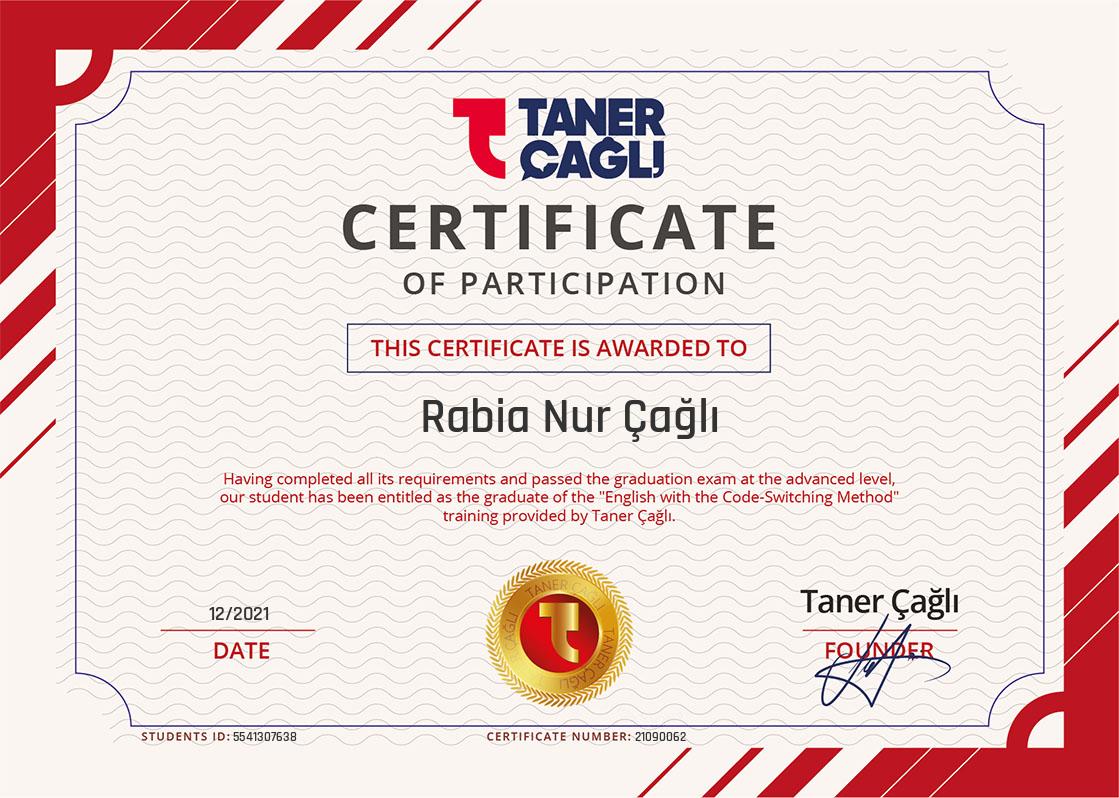 TANER
ÇAĞLI
CERTIFICATE
OF PARTICIPATION
THIS CERTIFICATE IS AWARDED TO
Rabia Nur Çağlı
Having completed all its requirements and passed the graduation exam at the advanced level,
our student has been entitled as the graduate of the "English with the Code-Switching Method"
training provided by Taner Çağlı.
12/2021
DATE
TANER ÇAĞLI
TANER ÇAĞLI
ÇAĞLI
Taner Çağlı
FOUNDER
STUDENTS ID: 5541307638
CERTIFICATE NUMBER: 21090062